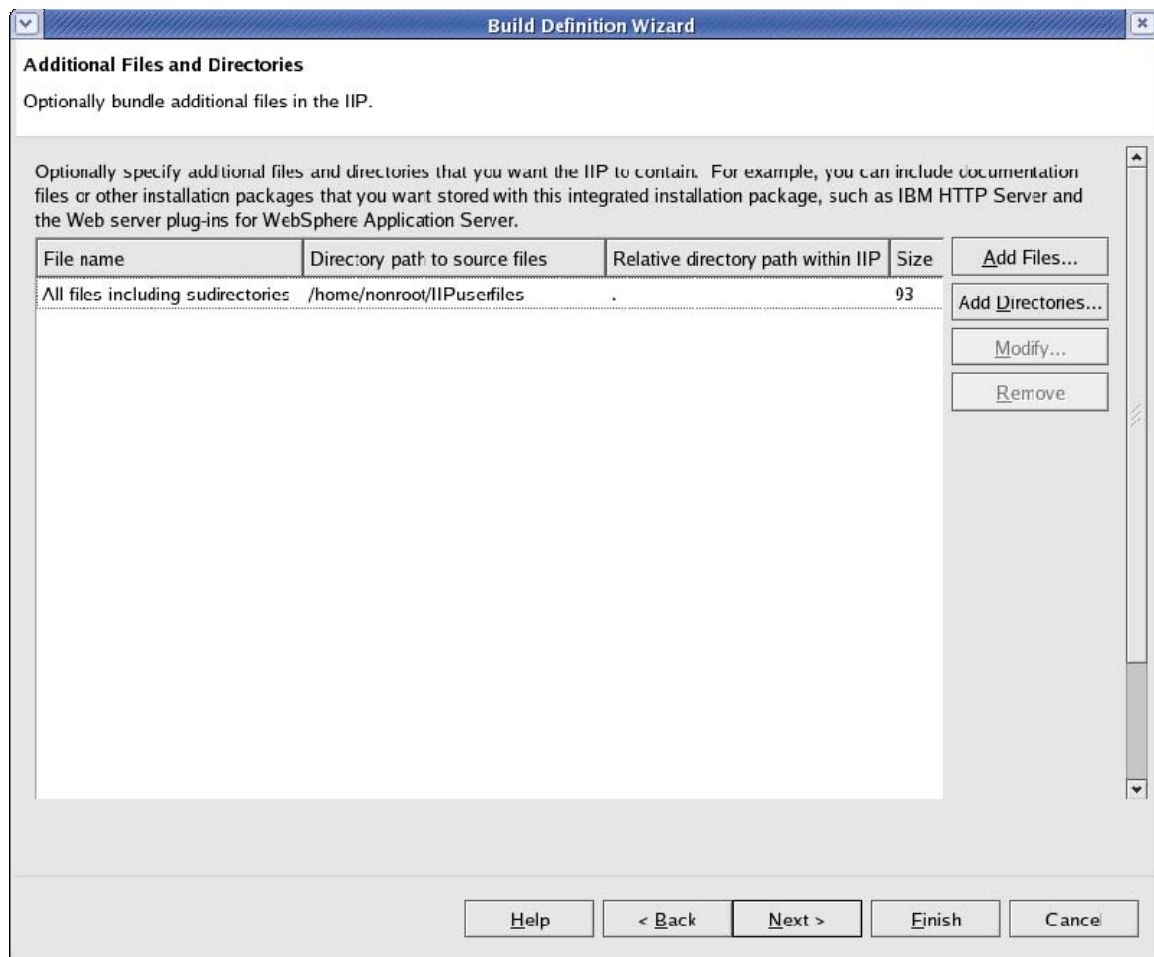 Build Definition Wizard
Additional Files and Directories
Optionally bundle additional files in the IIP.
Optionally specify additional files and directories that you want the IIP to contain. For example, you can include documentation
files or other installation packages that you want stored with this integrated installation package, such as IBM HTTP Server and
the Web server plug-ins for WebSphere Application Server.
File name Directory path to source files Relative directory path within IIP Size
All files including sudirectories /home/nonroot/IIPuserfiles . 93
Add Files...
Add Directories...
Modify...
Remove
Help < Back Next > Finish Cancel